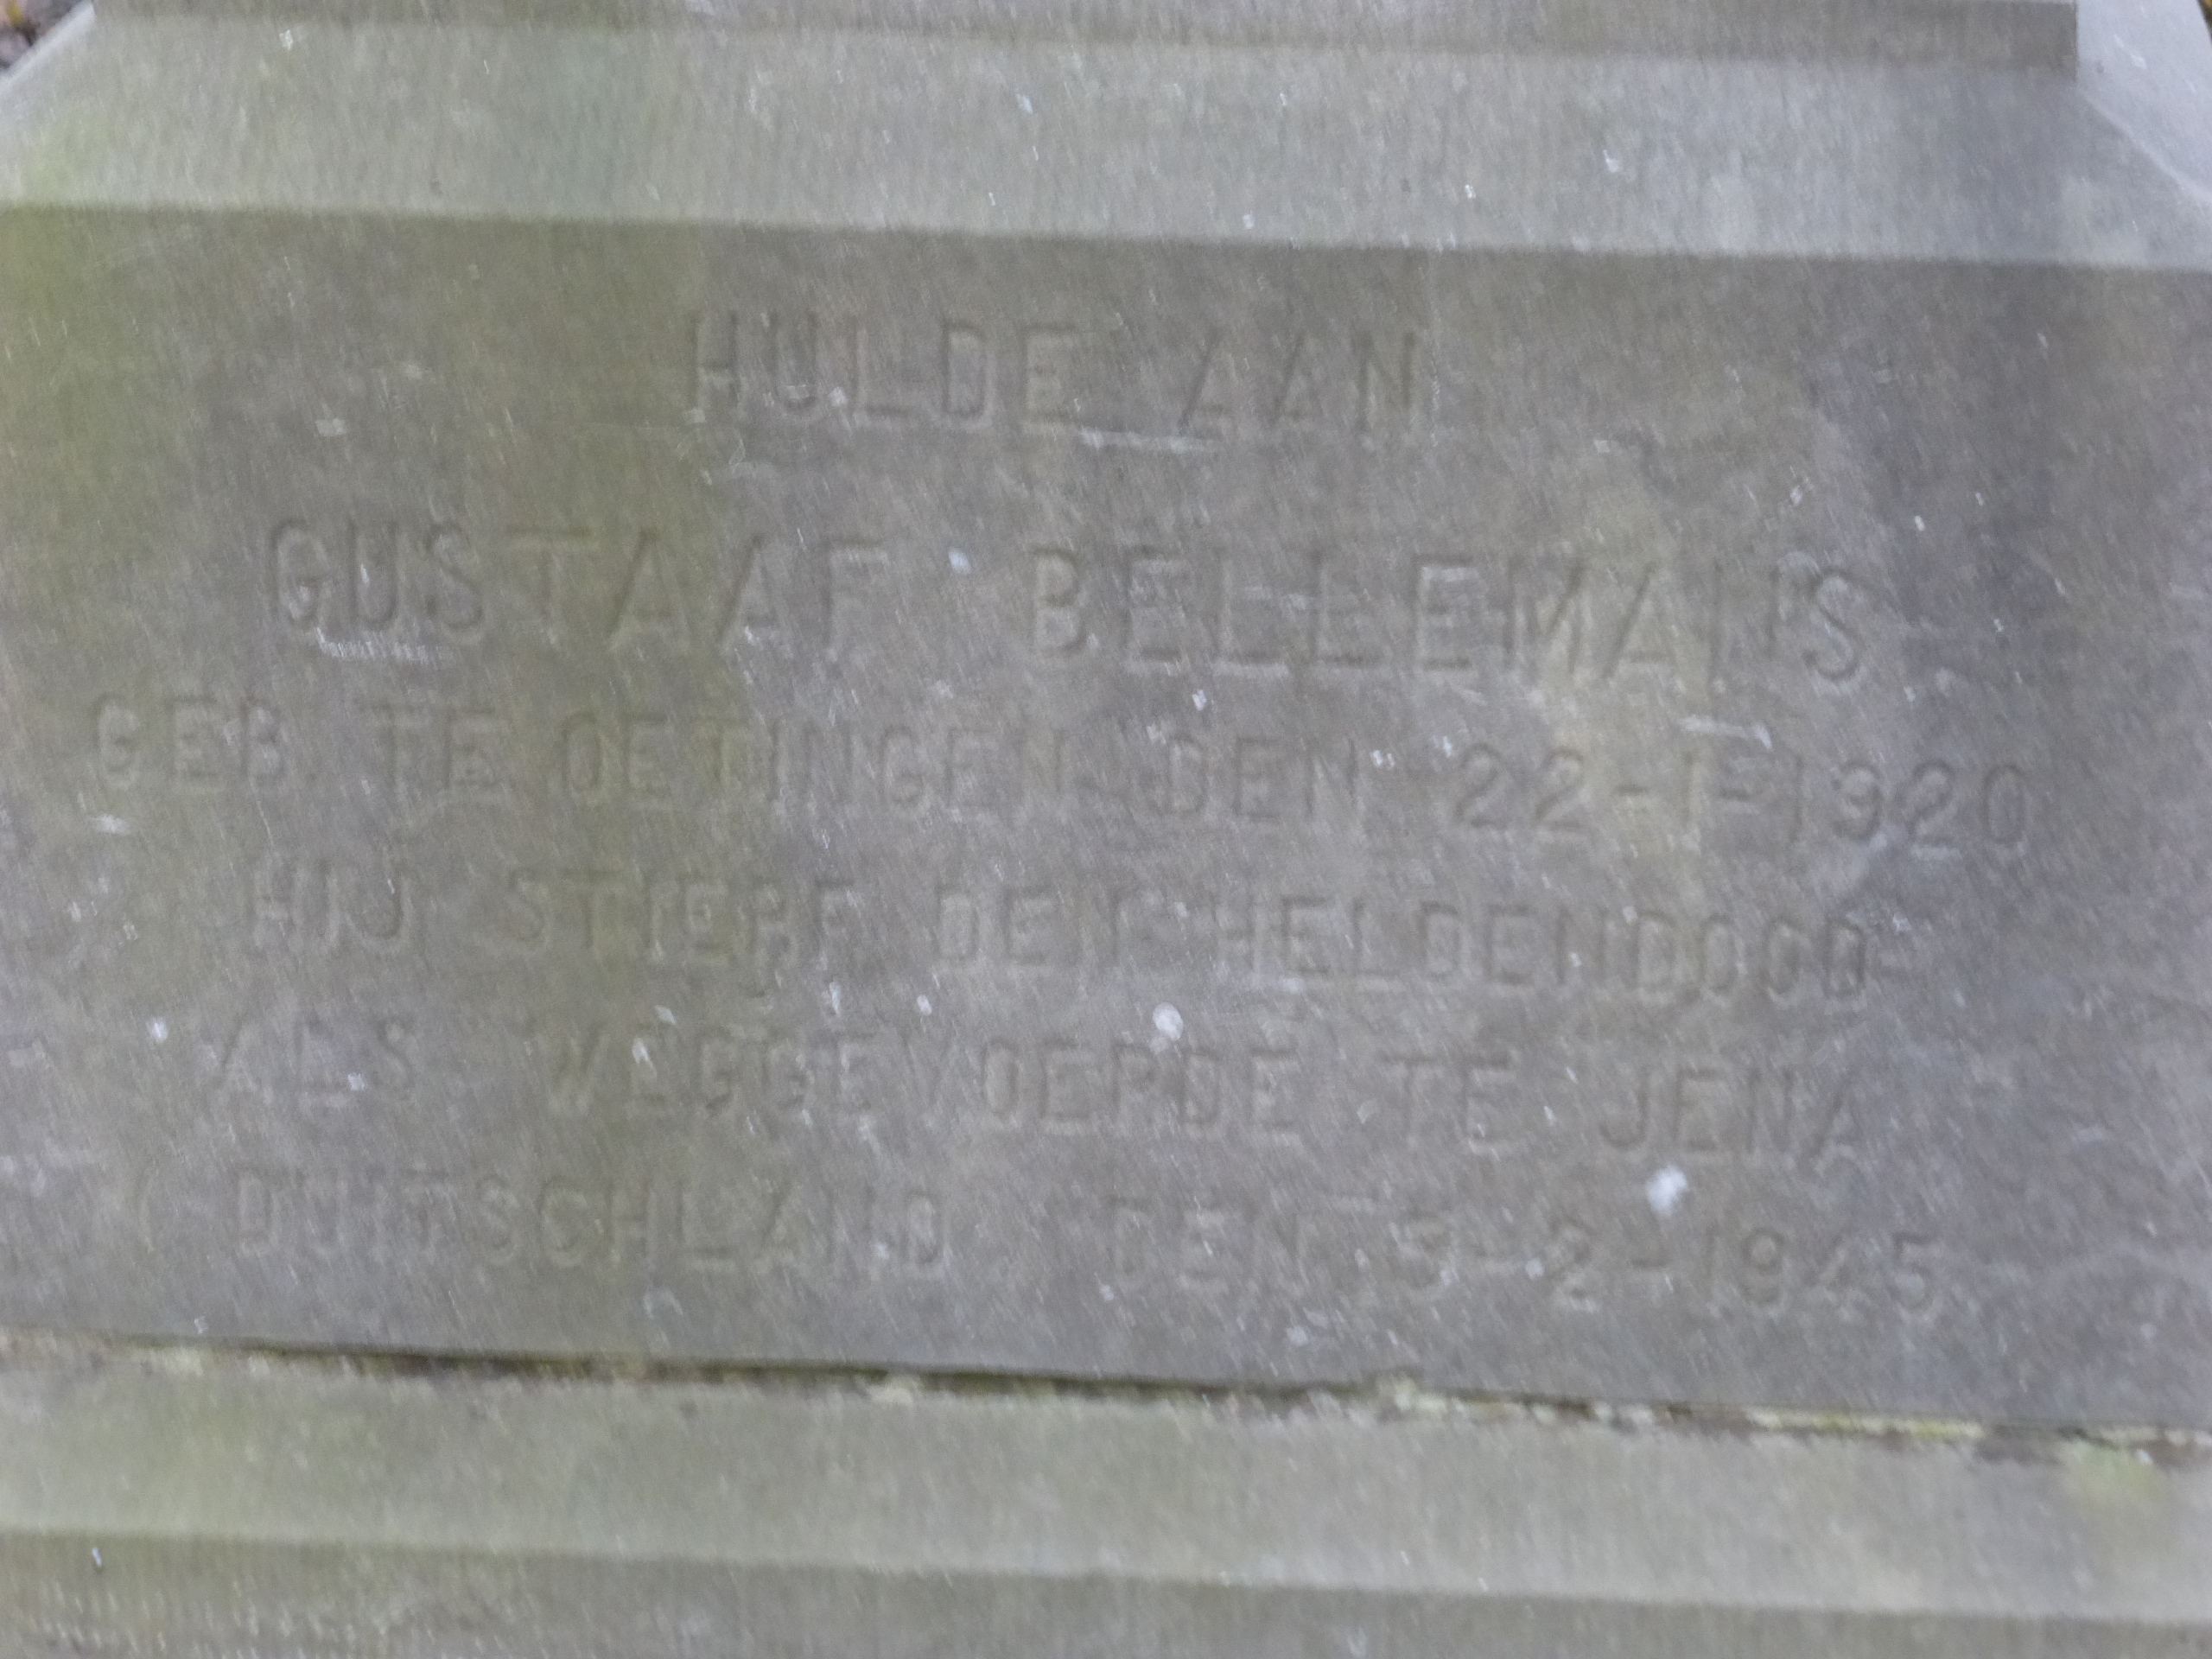 HULDE AAN
GUSTAAF BELLEMANS
GEB. TE OETINGEN DEN 22-1-1920
HIJ STIERF DEN HELDENDOOD
ALS WEGGEVOERDE TE JENA
(DUITSCHLAND) DEN 5-2-1945